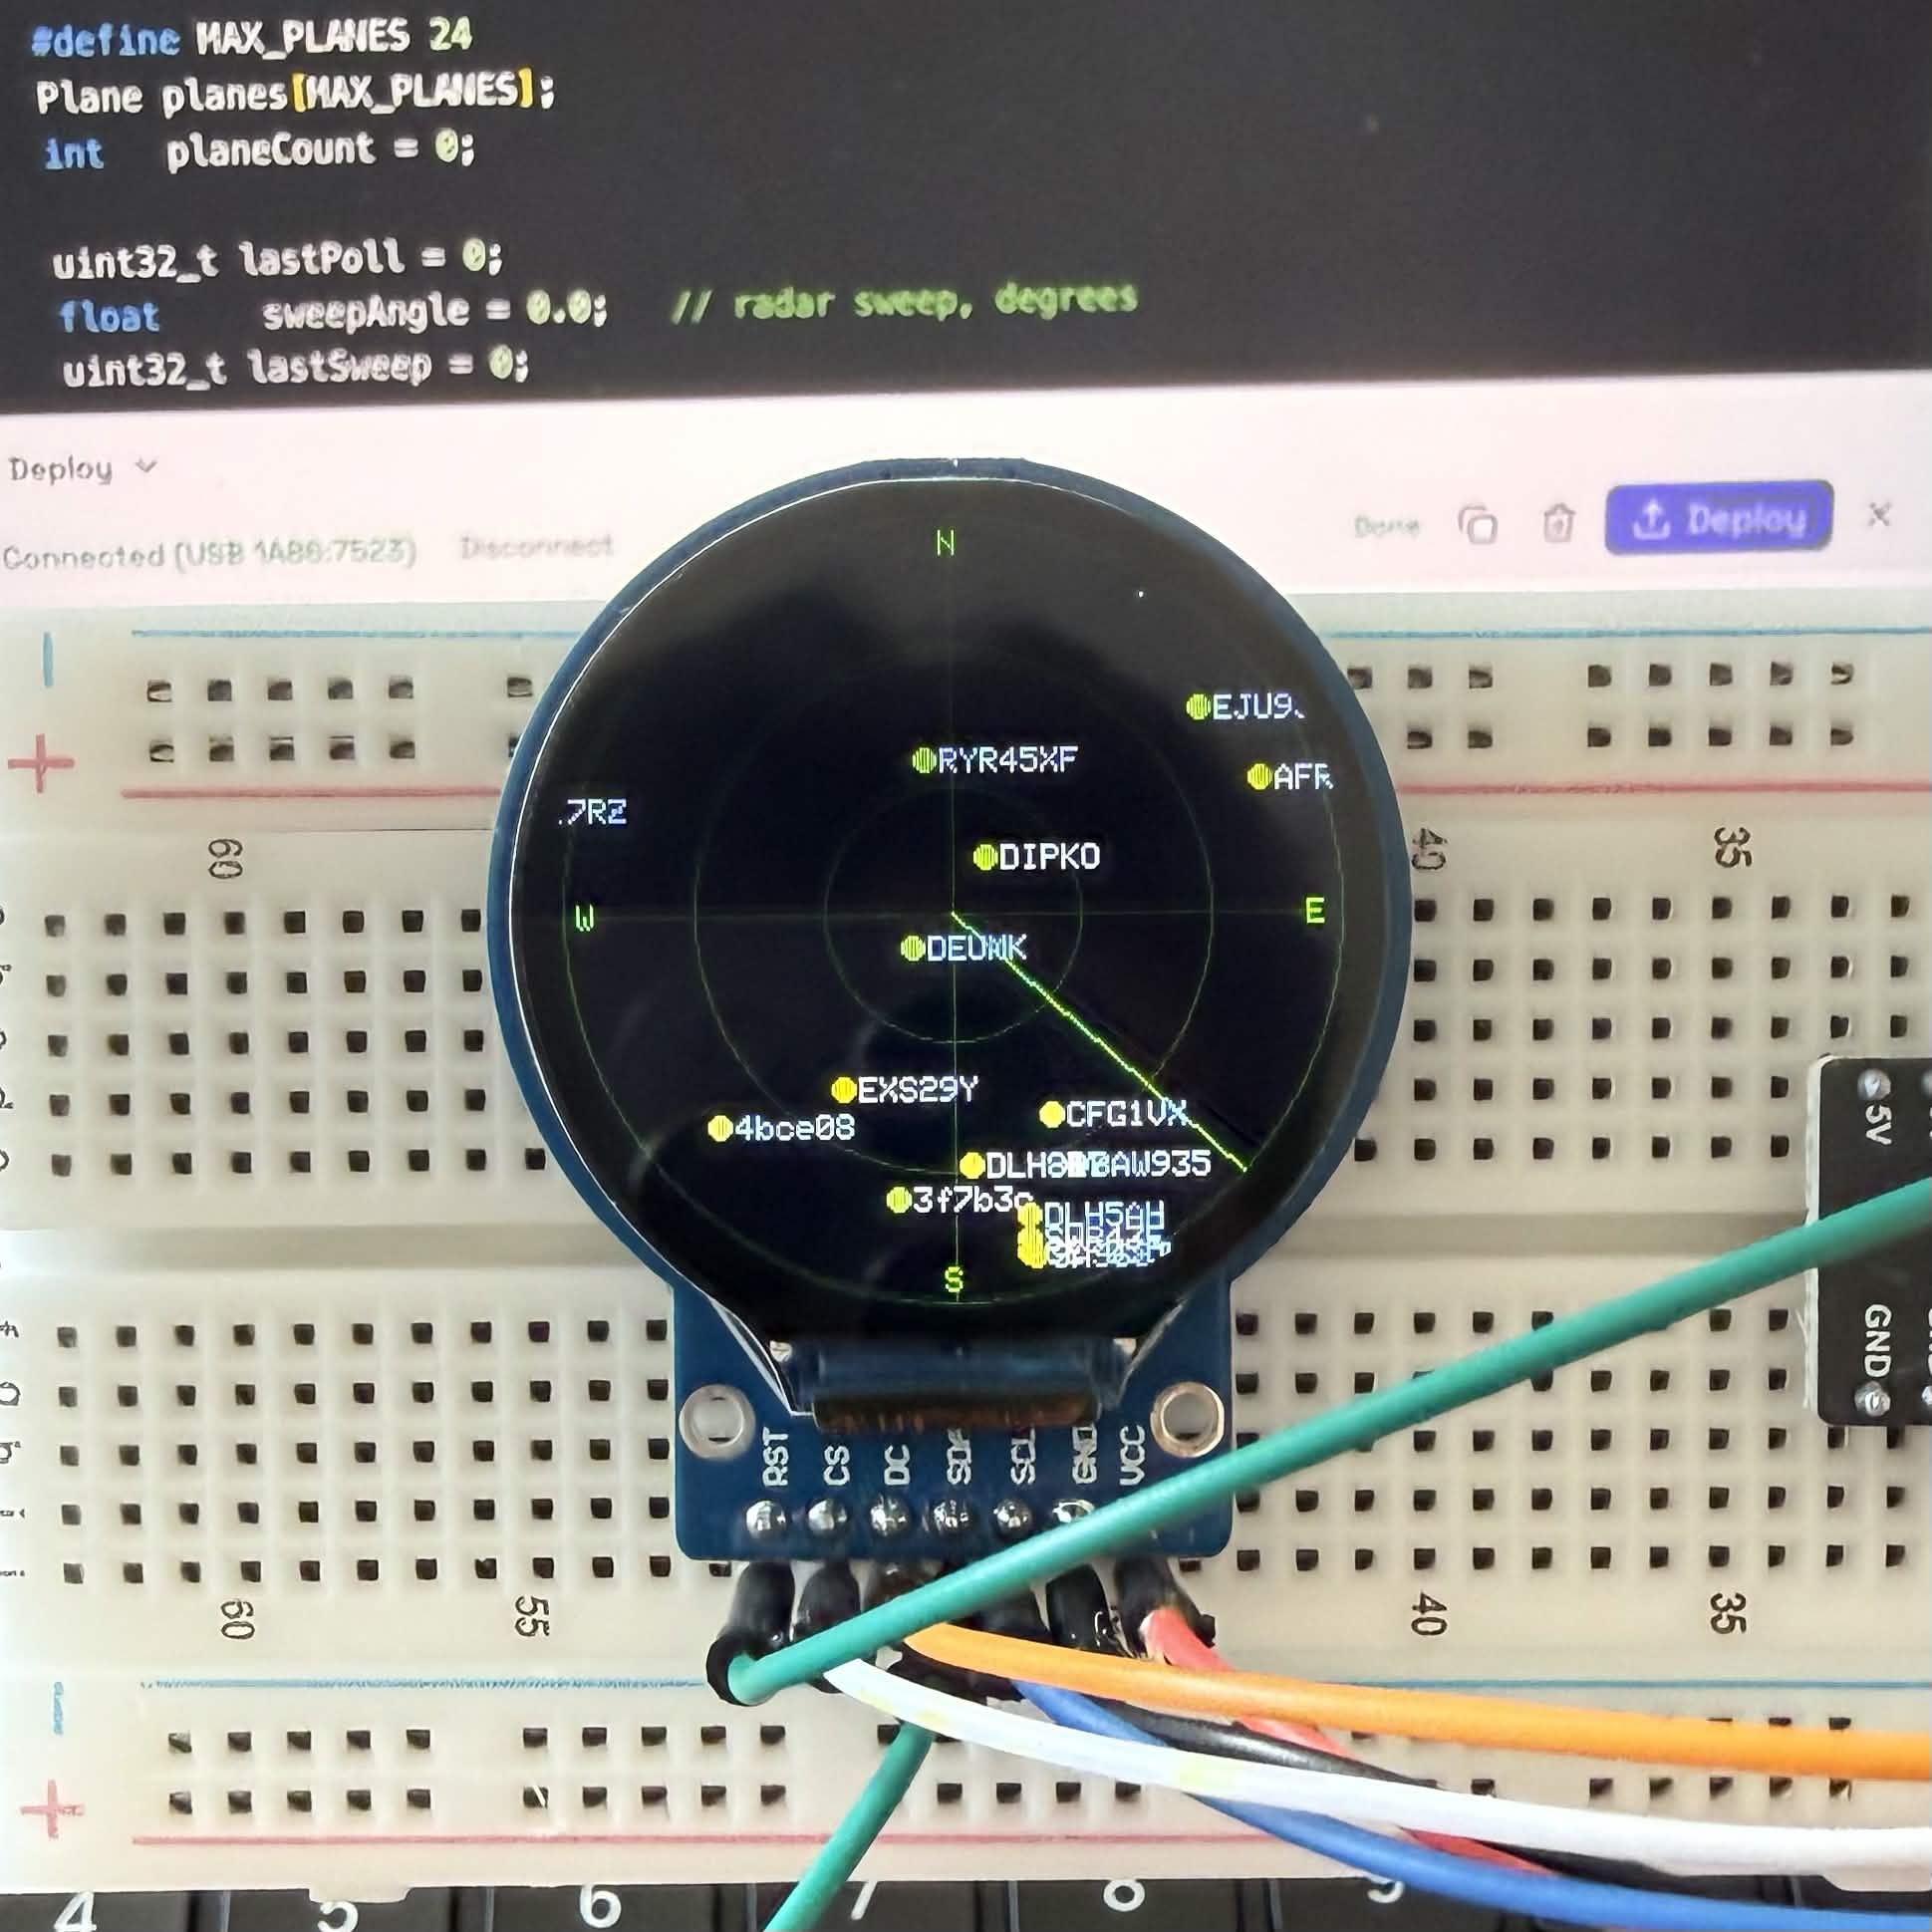 #define MAX_PLANES 24
Plane planes[MAX_PLANES];
int planeCount = 0;
uint32_t lastPoll = 0;
float sweepAngle = 0.0; // radar sweep, degrees
uint32_t lastSweep = 0;
Deploy
Connected (USB 1A86:7523) Disconnect
Done
Deploy
N
EJU9
RYR45XF
AFR
7RZ
DIPKO
W
E
DEUNK
EXS29Y
CFG1VX
4bce08
BAW935
3f7b3c
DLH5AH
S
60
40
35
5V
GND
RST
CS
DC
SDA
SCL
GND
VCC
60
55
40
35
4
5
6
7
8
9